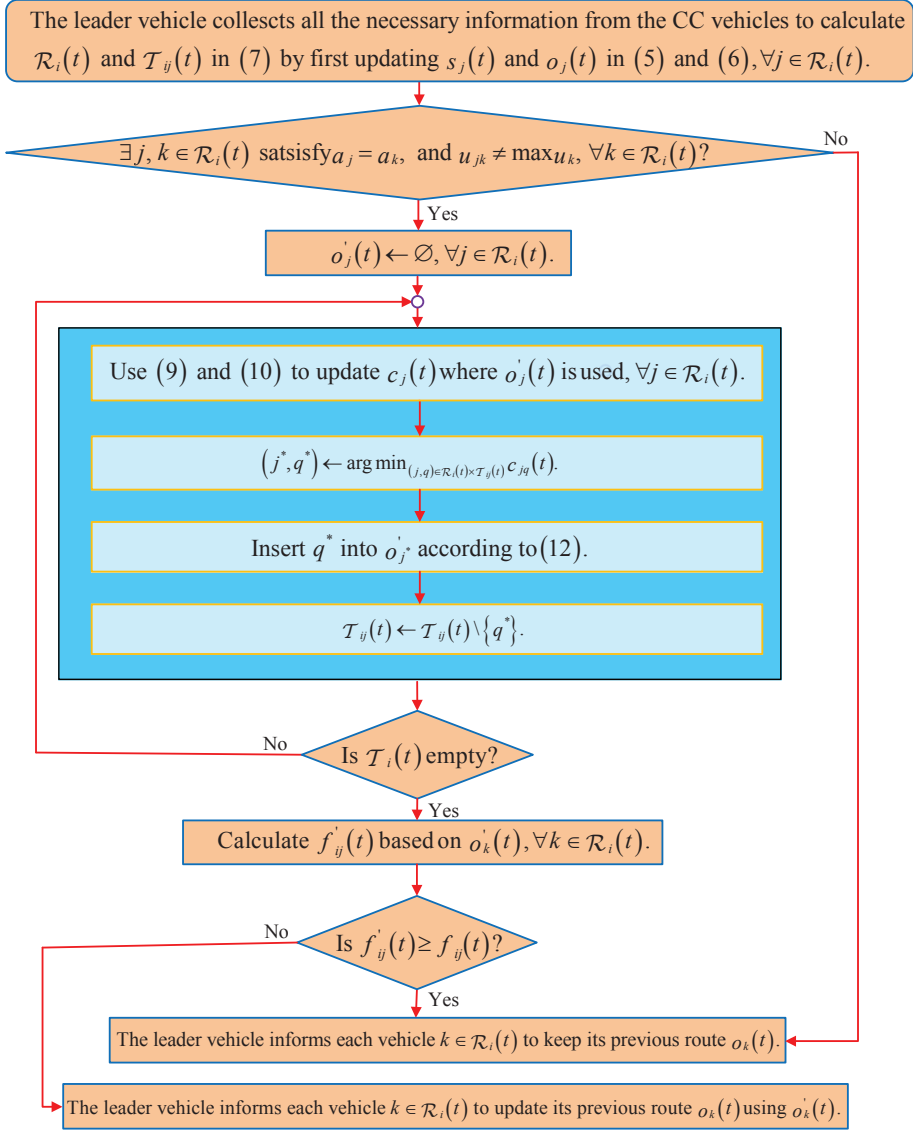 The leader vehicle collescts all the necessary information from the CC vehicles to calculate
ℛᵢ(t) and 𝒯ᵢⱼ(t) in (7) by first updating sⱼ(t) and oⱼ(t) in (5) and (6), ∀j ∈ ℛᵢ(t).
∃ j, k ∈ ℛᵢ(t) satsisfy aⱼ = aₖ, and uⱼₖ ≠ max uₖ, ∀k ∈ ℛᵢ(t)?
No
Yes
o'ⱼ(t) ← ∅, ∀j ∈ ℛᵢ(t).
Use (9) and (10) to update cⱼ(t) where o'ⱼ(t) is used, ∀j ∈ ℛᵢ(t).
(j*, q*) ← arg min_{(j,q)∈ℛᵢ(t)×𝒯ᵢⱼ(t)} c_{jq}(t).
Insert q* into o'_{j*} according to (12).
𝒯ᵢⱼ(t) ← 𝒯ᵢⱼ(t) \ {q*}.
No
Is 𝒯ᵢ(t) empty?
Yes
Calculate f'ᵢⱼ(t) based on o'ₖ(t), ∀k ∈ ℛᵢ(t).
No
Is f'ᵢⱼ(t) ≥ fᵢⱼ(t)?
Yes
The leader vehicle informs each vehicle k ∈ ℛᵢ(t) to keep its previous route oₖ(t).
The leader vehicle informs each vehicle k ∈ ℛᵢ(t) to update its previous route oₖ(t) using o'ₖ(t).